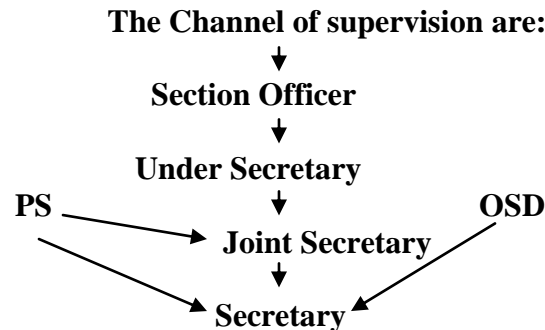 The Channel of supervision are:
Section Officer
Under Secretary
PS OSD
Joint Secretary
Secretary